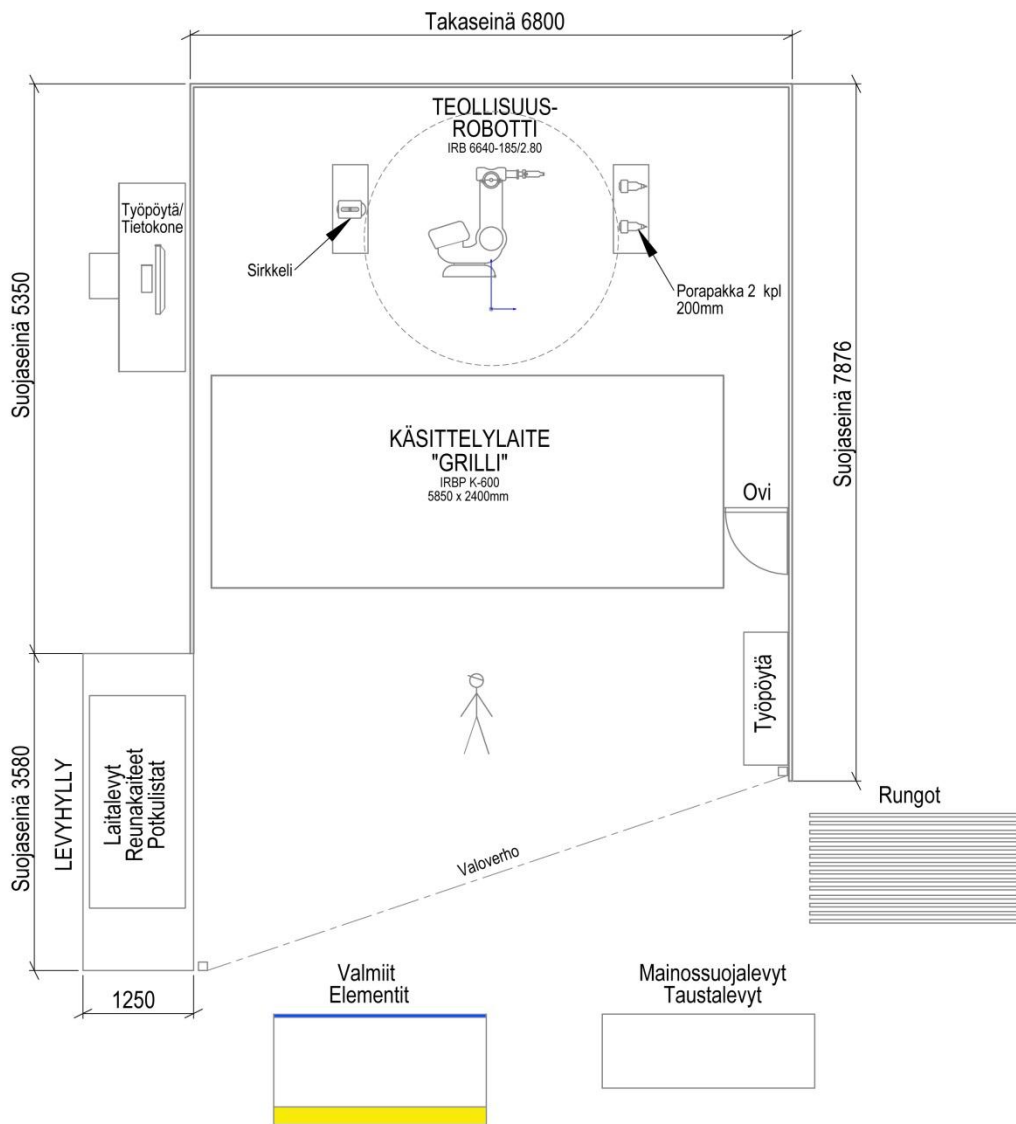 Takaseinä 6800
TEOLLISUUS-
ROBOTTI
IRB 6640-185/2.80
Työpöytä/
Tietokone
Sirkkeli
Porapakka 2 kpl
200mm
Suojaseinä 5350
Suojaseinä 7876
KÄSITTELYLAITE
"GRILLI"
IRBP K-600
5850 x 2400mm
Ovi
Työpöytä
Suojaseinä 3580
LEVYHYLLY
Laitalevyt
Reunakaiteet
Potkulistat
Rungot
Valoverho
1250
Valmiit
Elementit
Mainossuojalevyt
Taustalevyt